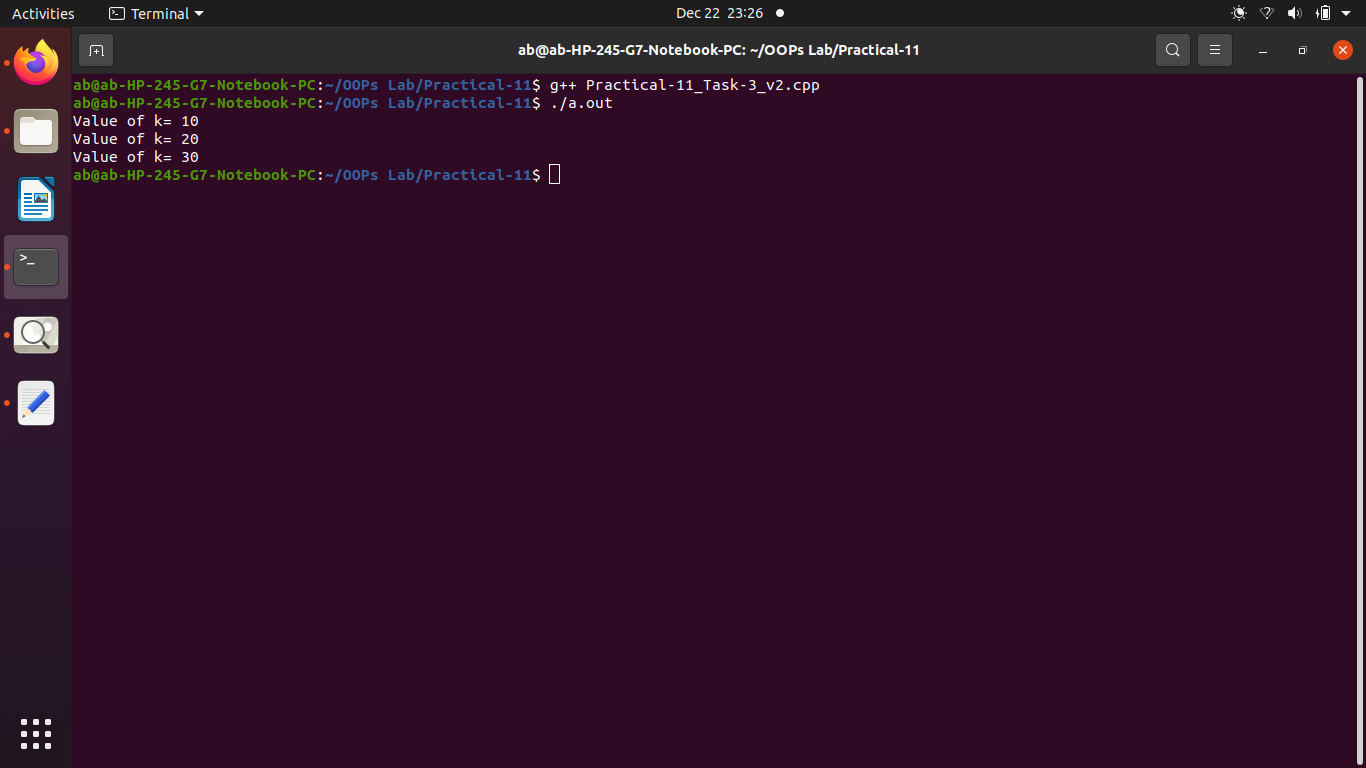 Activities Terminal Dec 22 23:26
ab@ab-HP-245-G7-Notebook-PC: ~/OOPs Lab/Practical-11
ab@ab-HP-245-G7-Notebook-PC:~/OOPs Lab/Practical-11$ g++ Practical-11_Task-3_v2.cpp
ab@ab-HP-245-G7-Notebook-PC:~/OOPs Lab/Practical-11$ ./a.out
Value of k= 10
Value of k= 20
Value of k= 30
ab@ab-HP-245-G7-Notebook-PC:~/OOPs Lab/Practical-11$